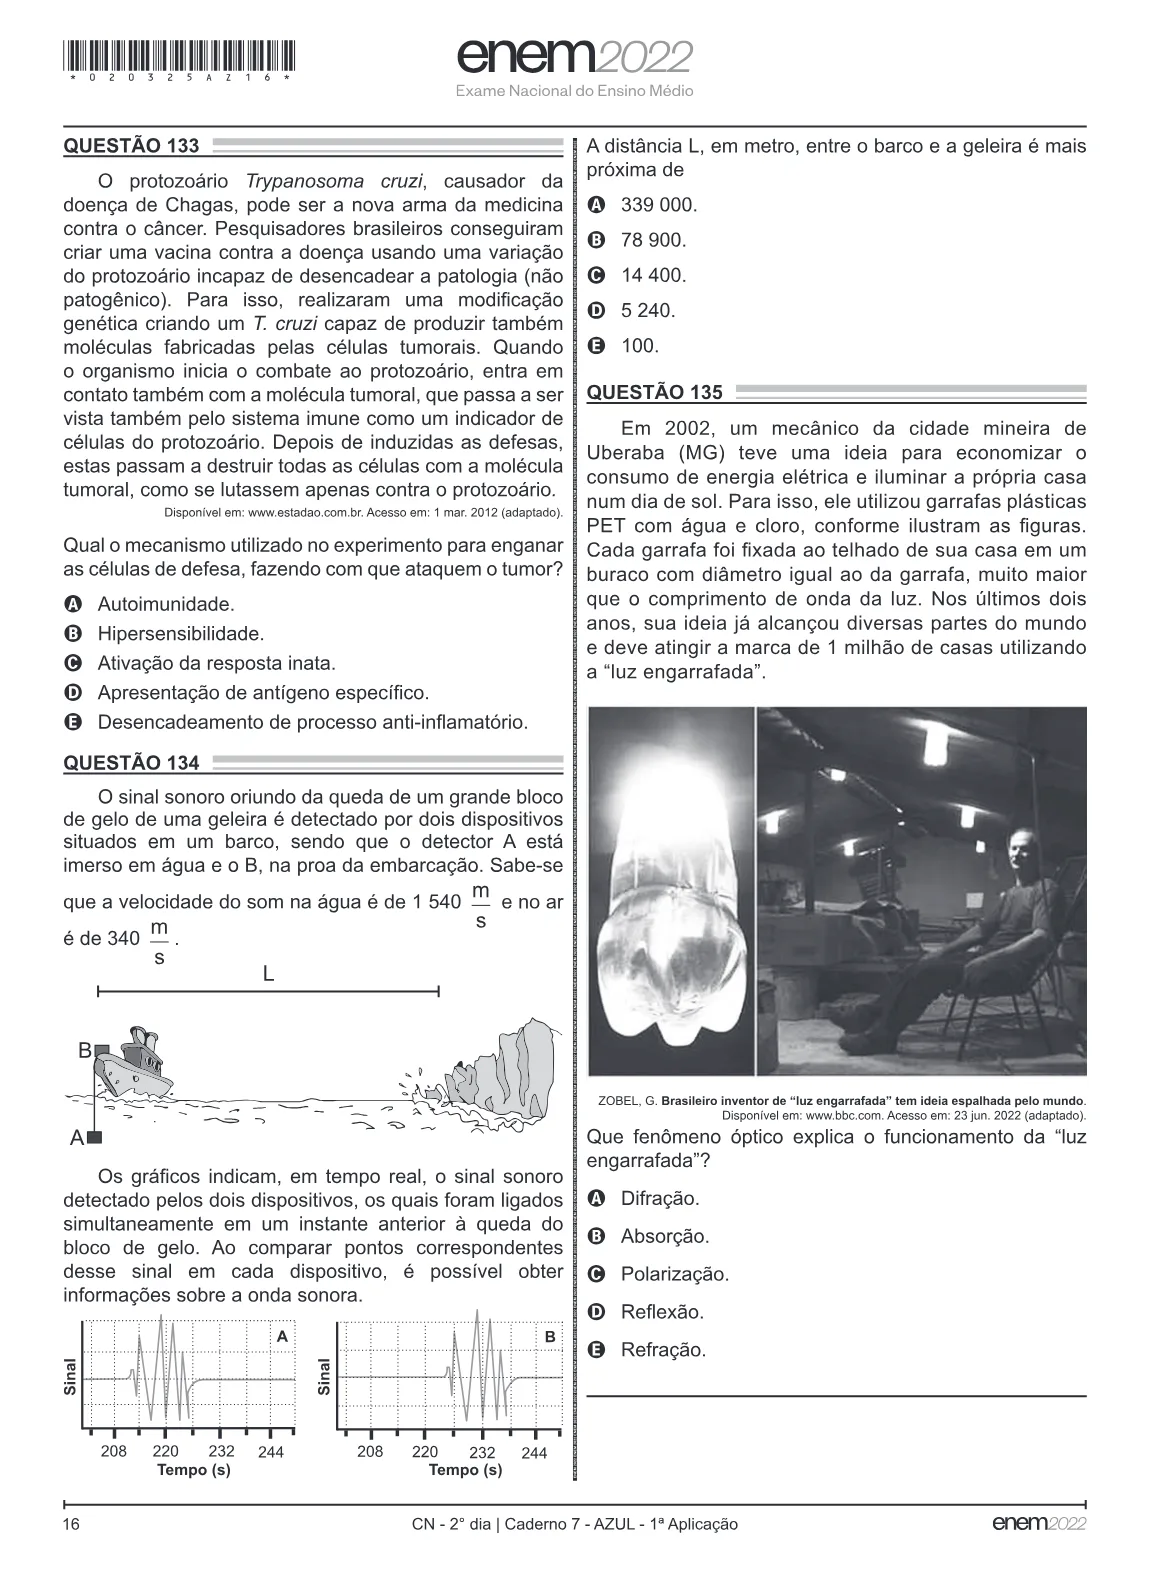 *020325AZ16*
enem2022
Exame Nacional do Ensino Médio
QUESTÃO 133
O protozoário Trypanosoma cruzi, causador da
doença de Chagas, pode ser a nova arma da medicina
contra o câncer. Pesquisadores brasileiros conseguiram
criar uma vacina contra a doença usando uma variação
do protozoário incapaz de desencadear a patologia (não
patogênico). Para isso, realizaram uma modificação
genética criando um T. cruzi capaz de produzir também
moléculas fabricadas pelas células tumorais. Quando
o organismo inicia o combate ao protozoário, entra em
contato também com a molécula tumoral, que passa a ser
vista também pelo sistema imune como um indicador de
células do protozoário. Depois de induzidas as defesas,
estas passam a destruir todas as células com a molécula
tumoral, como se lutassem apenas contra o protozoário.
Disponível em: www.estadao.com.br. Acesso em: 1 mar. 2012 (adaptado).
Qual o mecanismo utilizado no experimento para enganar
as células de defesa, fazendo com que ataquem o tumor?
A Autoimunidade.
B Hipersensibilidade.
C Ativação da resposta inata.
D Apresentação de antígeno específico.
E Desencadeamento de processo anti-inflamatório.
QUESTÃO 134
O sinal sonoro oriundo da queda de um grande bloco
de gelo de uma geleira é detectado por dois dispositivos
situados em um barco, sendo que o detector A está
imerso em água e o B, na proa da embarcação. Sabe-se
que a velocidade do som na água é de 1 540 m/s e no ar
é de 340 m/s.
L
B
A
Os gráficos indicam, em tempo real, o sinal sonoro
detectado pelos dois dispositivos, os quais foram ligados
simultaneamente em um instante anterior à queda do
bloco de gelo. Ao comparar pontos correspondentes
desse sinal em cada dispositivo, é possível obter
informações sobre a onda sonora.
A
Sinal
208 220 232 244
Tempo (s)
B
Sinal
208 220 232 244
Tempo (s)
A distância L, em metro, entre o barco e a geleira é mais
próxima de
A 339 000.
B 78 900.
C 14 400.
D 5 240.
E 100.
QUESTÃO 135
Em 2002, um mecânico da cidade mineira de
Uberaba (MG) teve uma ideia para economizar o
consumo de energia elétrica e iluminar a própria casa
num dia de sol. Para isso, ele utilizou garrafas plásticas
PET com água e cloro, conforme ilustram as figuras.
Cada garrafa foi fixada ao telhado de sua casa em um
buraco com diâmetro igual ao da garrafa, muito maior
que o comprimento de onda da luz. Nos últimos dois
anos, sua ideia já alcançou diversas partes do mundo
e deve atingir a marca de 1 milhão de casas utilizando
a “luz engarrafada”.
ZOBEL, G. Brasileiro inventor de “luz engarrafada” tem ideia espalhada pelo mundo.
Disponível em: www.bbc.com. Acesso em: 23 jun. 2022 (adaptado).
Que fenômeno óptico explica o funcionamento da “luz
engarrafada”?
A Difração.
B Absorção.
C Polarização.
D Reflexão.
E Refração.
16
CN - 2° dia | Caderno 7 - AZUL - 1ª Aplicação
enem2022